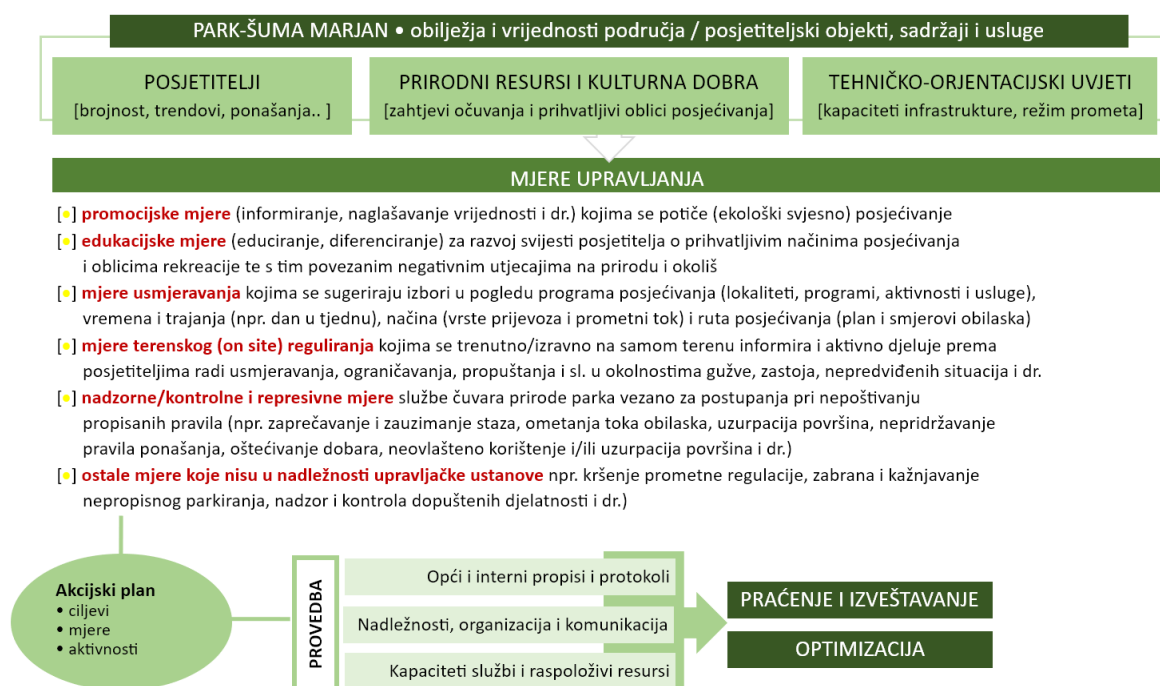 PARK-ŠUMA MARJAN • obilježja i vrijednosti područja / posjetiteljski objekti, sadržaji i usluge
POSJETITELJI
[brojnost, trendovi, ponašanja.. ]
PRIRODNI RESURSI I KULTURNA DOBRA
[zahtjevi očuvanja i prihvatljivi oblici posjećivanja]
TEHNIČKO-ORJENTACIJSKI UVJETI
[kapaciteti infrastrukture, režim prometa]
MJERE UPRAVLJANJA
[•] promocijske mjere (informiranje, naglašavanje vrijednosti i dr.) kojima se potiče (ekološki svjesno) posjećivanje
[•] edukacijske mjere (educiranje, diferenciranje) za razvoj svijesti posjetitelja o prihvatljivim načinima posjećivanja
i oblicima rekreacije te s tim povezanim negativnim utjecajima na prirodu i okoliš
[•] mjere usmjeravanja kojima se sugeriraju izbori u pogledu programa posjećivanja (lokaliteti, programi, aktivnosti i usluge),
vremena i trajanja (npr. dan u tjednu), načina (vrste prijevoza i prometni tok) i ruta posjećivanja (plan i smjerovi obilaska)
[•] mjere terenskog (on site) reguliranja kojima se trenutno/izravno na samom terenu informira i aktivno djeluje prema
posjetiteljima radi usmjeravanja, ograničavanja, propuštanja i sl. u okolnostima gužve, zastoja, nepredviđenih situacija i dr.
[•] nadzorne/kontrolne i represivne mjere službe čuvara prirode parka vezano za postupanja pri nepoštivanju
propisanih pravila (npr. zaprečavanje i zauzimanje staza, ometanja toka obilaska, uzurpacija površina, nepridržavanje
pravila ponašanja, oštećivanje dobara, neovlašteno korištenje i/ili uzurpacija površina i dr.)
[•] ostale mjere koje nisu u nadležnosti upravljačke ustanove npr. kršenje prometne regulacije, zabrana i kažnjavanje
nepropisnog parkiranja, nadzor i kontrola dopuštenih djelatnosti i dr.)
Akcijski plan
• ciljevi
• mjere
• aktivnosti
PROVEDBA
Opći i interni propisi i protokoli
Nadležnosti, organizacija i komunikacija
Kapaciteti službi i raspoloživi resursi
PRAĆENJE I IZVEŠTAVANJE
OPTIMIZACIJA